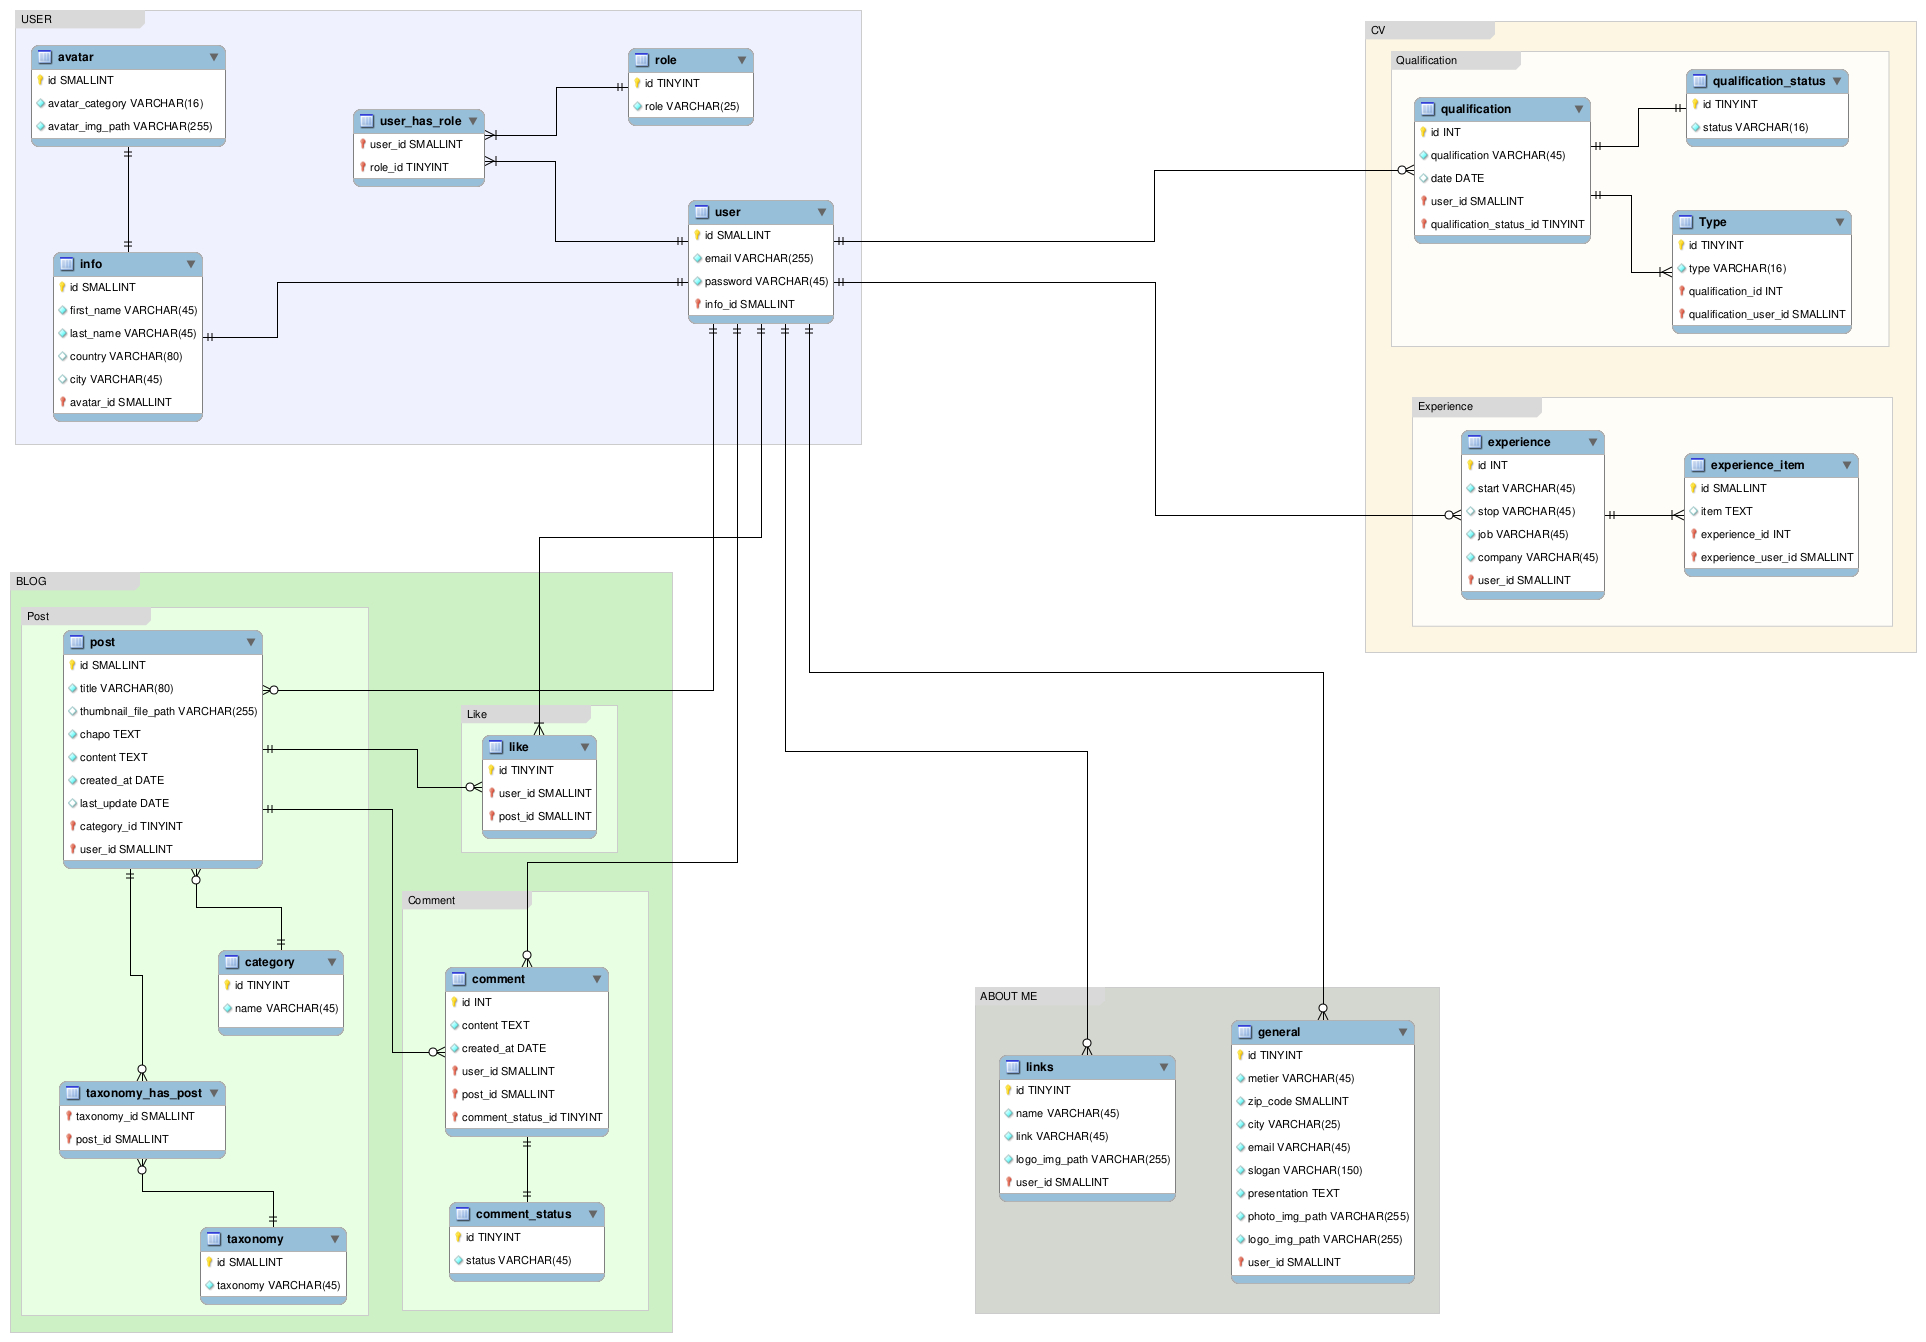 USER
avatar
id SMALLINT
avatar_category VARCHAR(16)
avatar_img_path VARCHAR(255)
role
id TINYINT
role VARCHAR(25)
user_has_role
user_id SMALLINT
role_id TINYINT
user
id SMALLINT
email VARCHAR(255)
password VARCHAR(45)
info_id SMALLINT
info
id SMALLINT
first_name VARCHAR(45)
last_name VARCHAR(45)
country VARCHAR(80)
city VARCHAR(45)
avatar_id SMALLINT
CV
Qualification
qualification
id INT
qualification VARCHAR(45)
date DATE
user_id SMALLINT
qualification_status_id TINYINT
qualification_status
id TINYINT
status VARCHAR(16)
Type
id TINYINT
type VARCHAR(16)
qualification_id INT
qualification_user_id SMALLINT
Experience
experience
id INT
start VARCHAR(45)
stop VARCHAR(45)
job VARCHAR(45)
company VARCHAR(45)
user_id SMALLINT
experience_item
id SMALLINT
item TEXT
experience_id INT
experience_user_id SMALLINT
BLOG
Post
post
id SMALLINT
title VARCHAR(80)
thumbnail_file_path VARCHAR(255)
chapo TEXT
content TEXT
created_at DATE
last_update DATE
category_id TINYINT
user_id SMALLINT
Like
like
id TINYINT
user_id SMALLINT
post_id SMALLINT
category
id TINYINT
name VARCHAR(45)
taxonomy_has_post
taxonomy_id SMALLINT
post_id SMALLINT
taxonomy
id SMALLINT
taxonomy VARCHAR(45)
Comment
comment
id INT
content TEXT
created_at DATE
user_id SMALLINT
post_id SMALLINT
comment_status_id TINYINT
comment_status
id TINYINT
status VARCHAR(45)
ABOUT ME
links
id TINYINT
name VARCHAR(45)
link VARCHAR(45)
logo_img_path VARCHAR(255)
user_id SMALLINT
general
id TINYINT
metier VARCHAR(45)
zip_code SMALLINT
city VARCHAR(25)
email VARCHAR(45)
slogan VARCHAR(150)
presentation TEXT
photo_img_path VARCHAR(255)
logo_img_path VARCHAR(255)
user_id SMALLINT